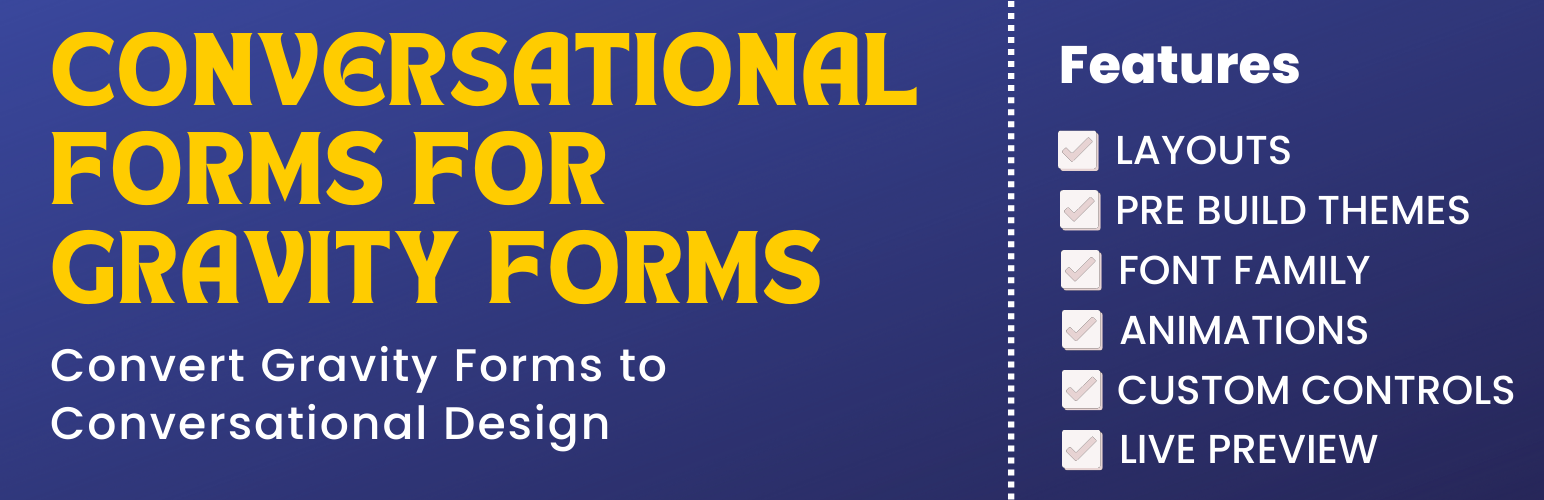 CONVERSATIONAL
FORMS FOR
GRAVITY FORMS
Convert Gravity Forms to
Conversational Design
Features
LAYOUTS
PRE BUILD THEMES
FONT FAMILY
ANIMATIONS
CUSTOM CONTROLS
LIVE PREVIEW